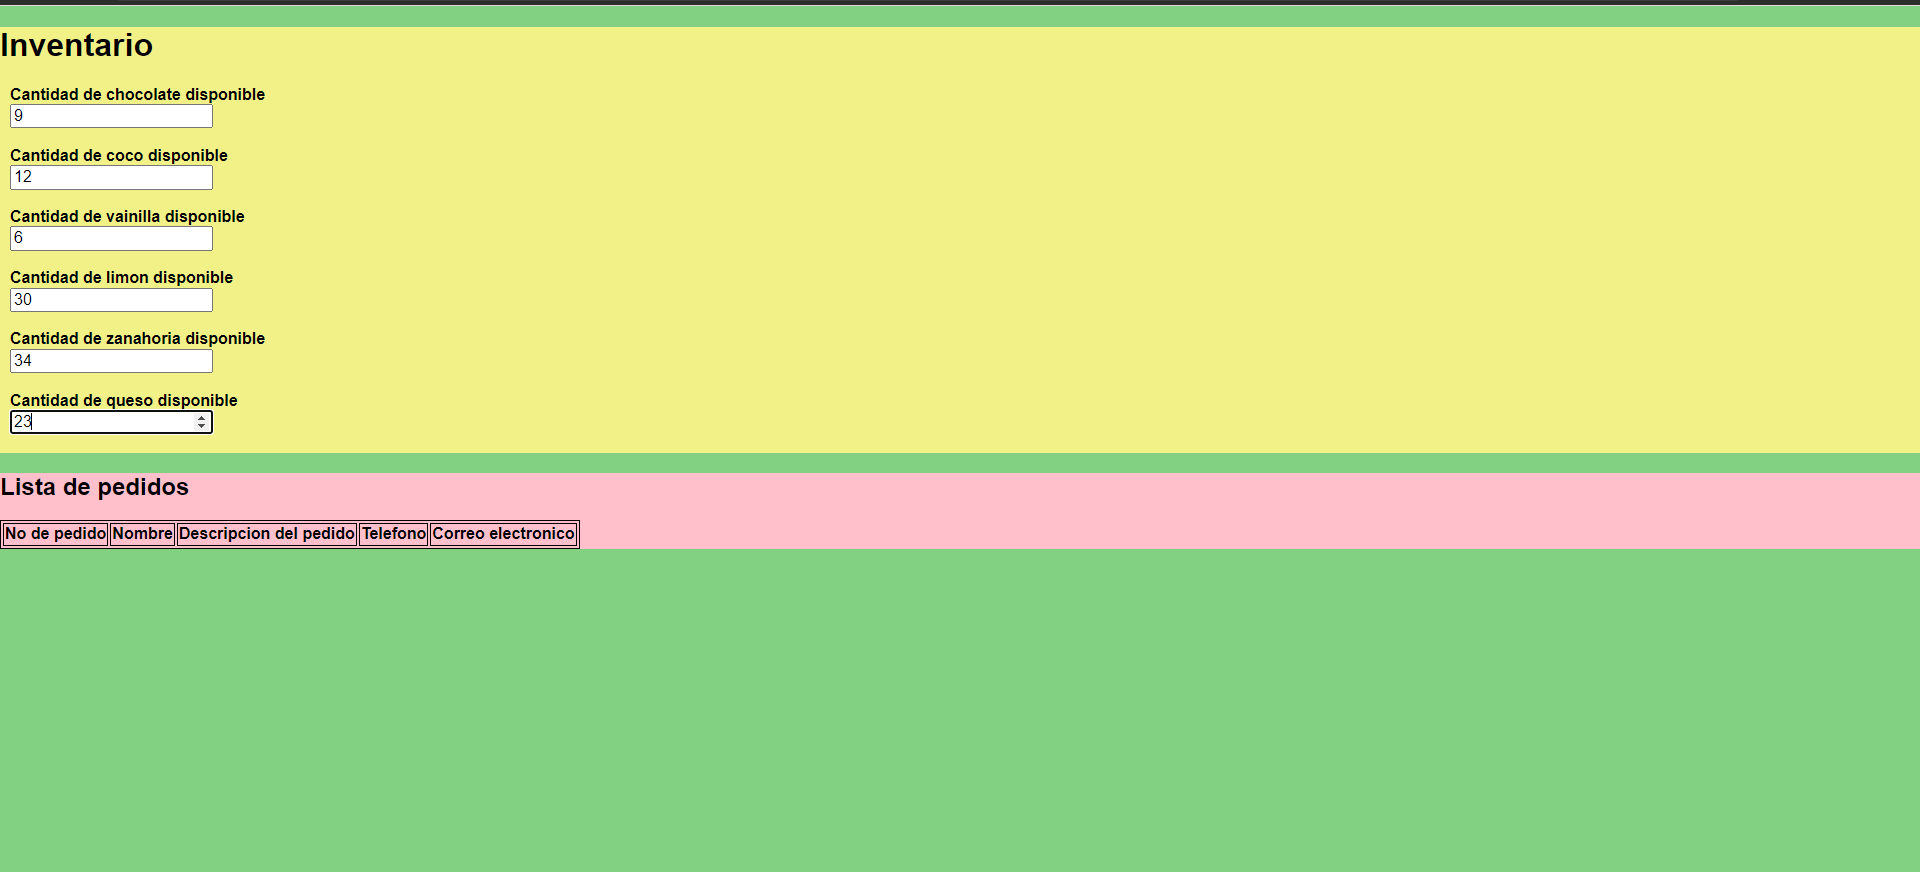 Inventario
Cantidad de chocolate disponible
9
Cantidad de coco disponible
12
Cantidad de vainilla disponible
6
Cantidad de limon disponible
30
Cantidad de zanahoria disponible
34
Cantidad de queso disponible
23
Lista de pedidos
No de pedido Nombre Descripcion del pedido Telefono Correo electronico